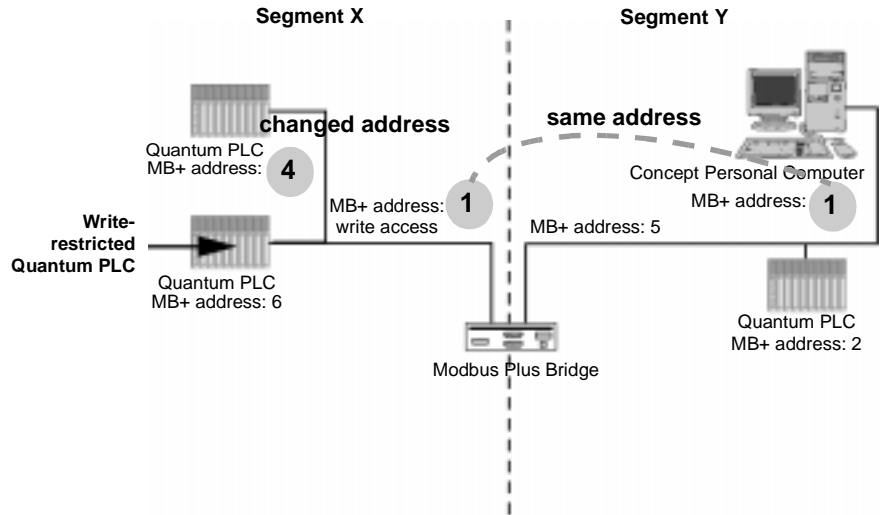 Segment X
Segment Y
changed address
same address
Quantum PLC
MB+ address:
4
Concept Personal Computer
MB+ address:
1
MB+ address:
write access
1
MB+ address: 5
Write-
restricted
Quantum PLC
Quantum PLC
MB+ address: 6
Quantum PLC
MB+ address: 2
Modbus Plus Bridge